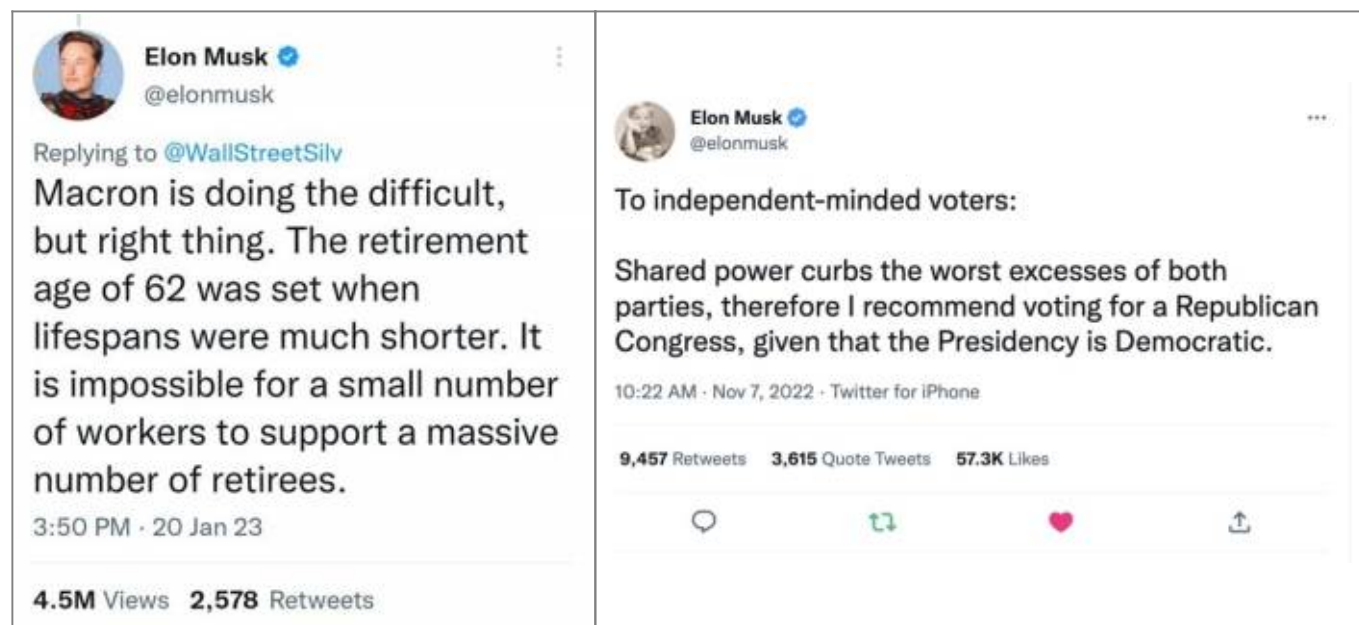 Elon Musk
@elonmusk
Replying to @WallStreetSilv
Macron is doing the difficult,
but right thing. The retirement
age of 62 was set when
lifespans were much shorter. It
is impossible for a small number
of workers to support a massive
number of retirees.
3:50 PM · 20 Jan 23
4.5M Views 2,578 Retweets
Elon Musk
@elonmusk
To independent-minded voters:
Shared power curbs the worst excesses of both
parties, therefore I recommend voting for a Republican
Congress, given that the Presidency is Democratic.
10:22 AM · Nov 7, 2022 · Twitter for iPhone
9,457 Retweets 3,615 Quote Tweets 57.3K Likes